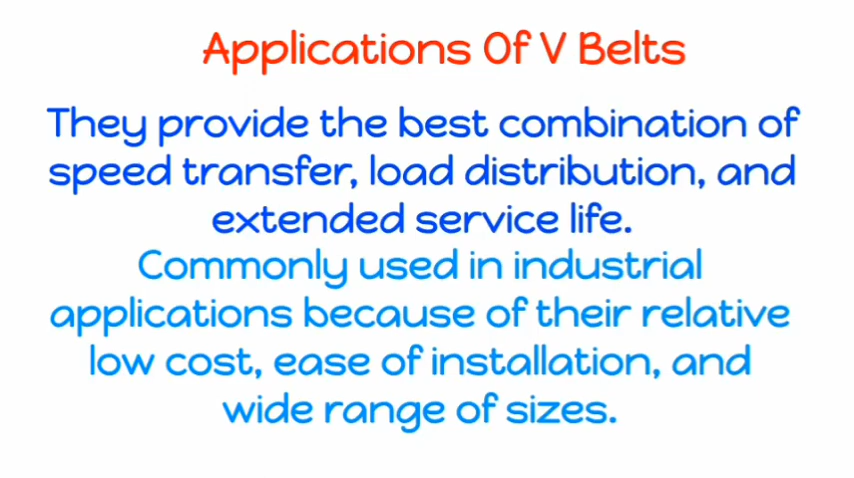 Applications Of V Belts
They provide the best combination of
speed transfer, load distribution, and
extended service life.
Commonly used in industrial
applications because of their relative
low cost, ease of installation, and
wide range of sizes.